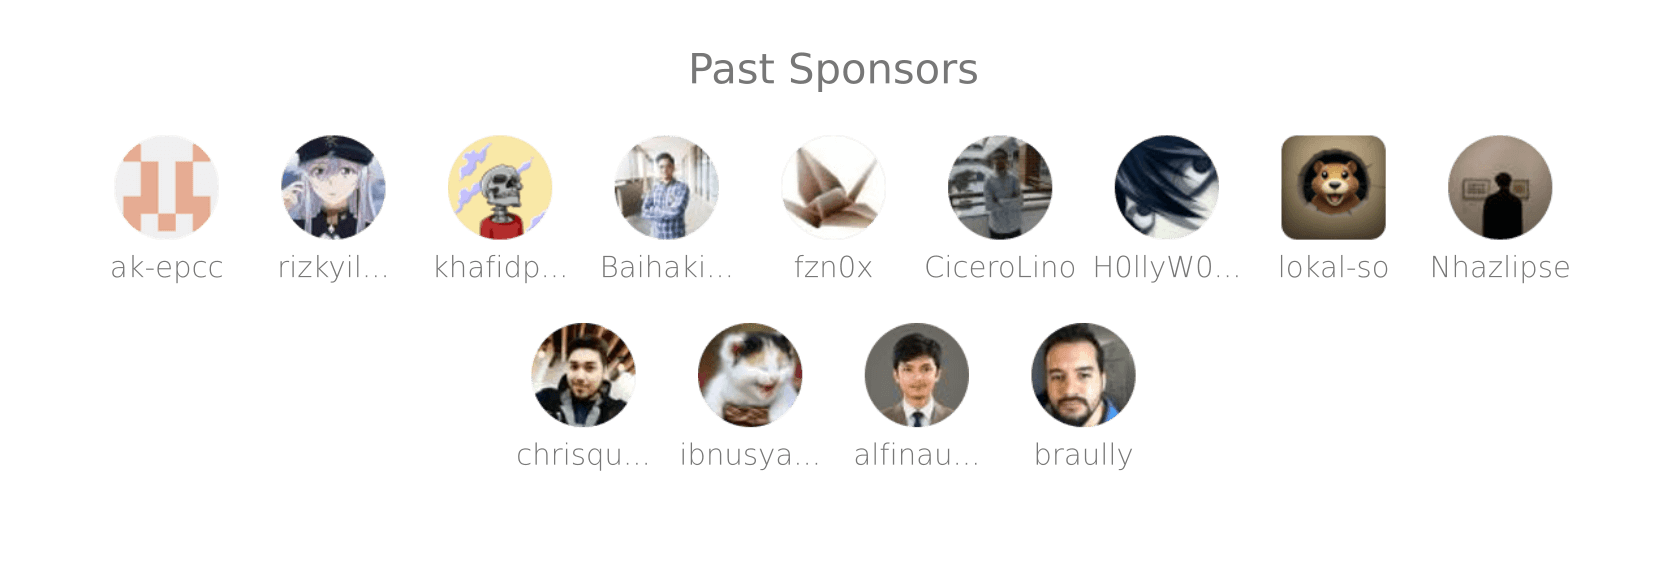 Past Sponsors
ak-epcc rizkyil... khafidp... Baihaki... fzn0x CiceroLino H0llyW0... lokal-so Nhazlipse
chrisqu... ibnusya... alfinau... braully